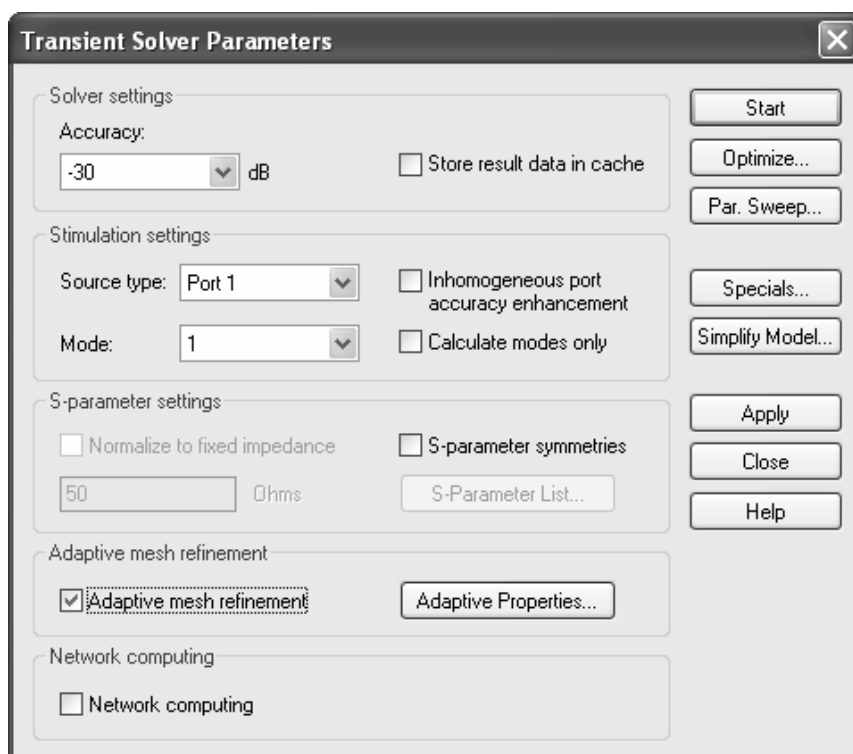 Transient Solver Parameters
Solver settings
Accuracy:
-30 dB
Store result data in cache
Stimulation settings
Source type: Port 1
Inhomogeneous port
accuracy enhancement
Mode: 1
Calculate modes only
S-parameter settings
Normalize to fixed impedance
S-parameter symmetries
50 Ohms
S-Parameter List...
Adaptive mesh refinement
Adaptive mesh refinement
Adaptive Properties...
Network computing
Network computing
Start
Optimize...
Par. Sweep...
Specials...
Simplify Model...
Apply
Close
Help